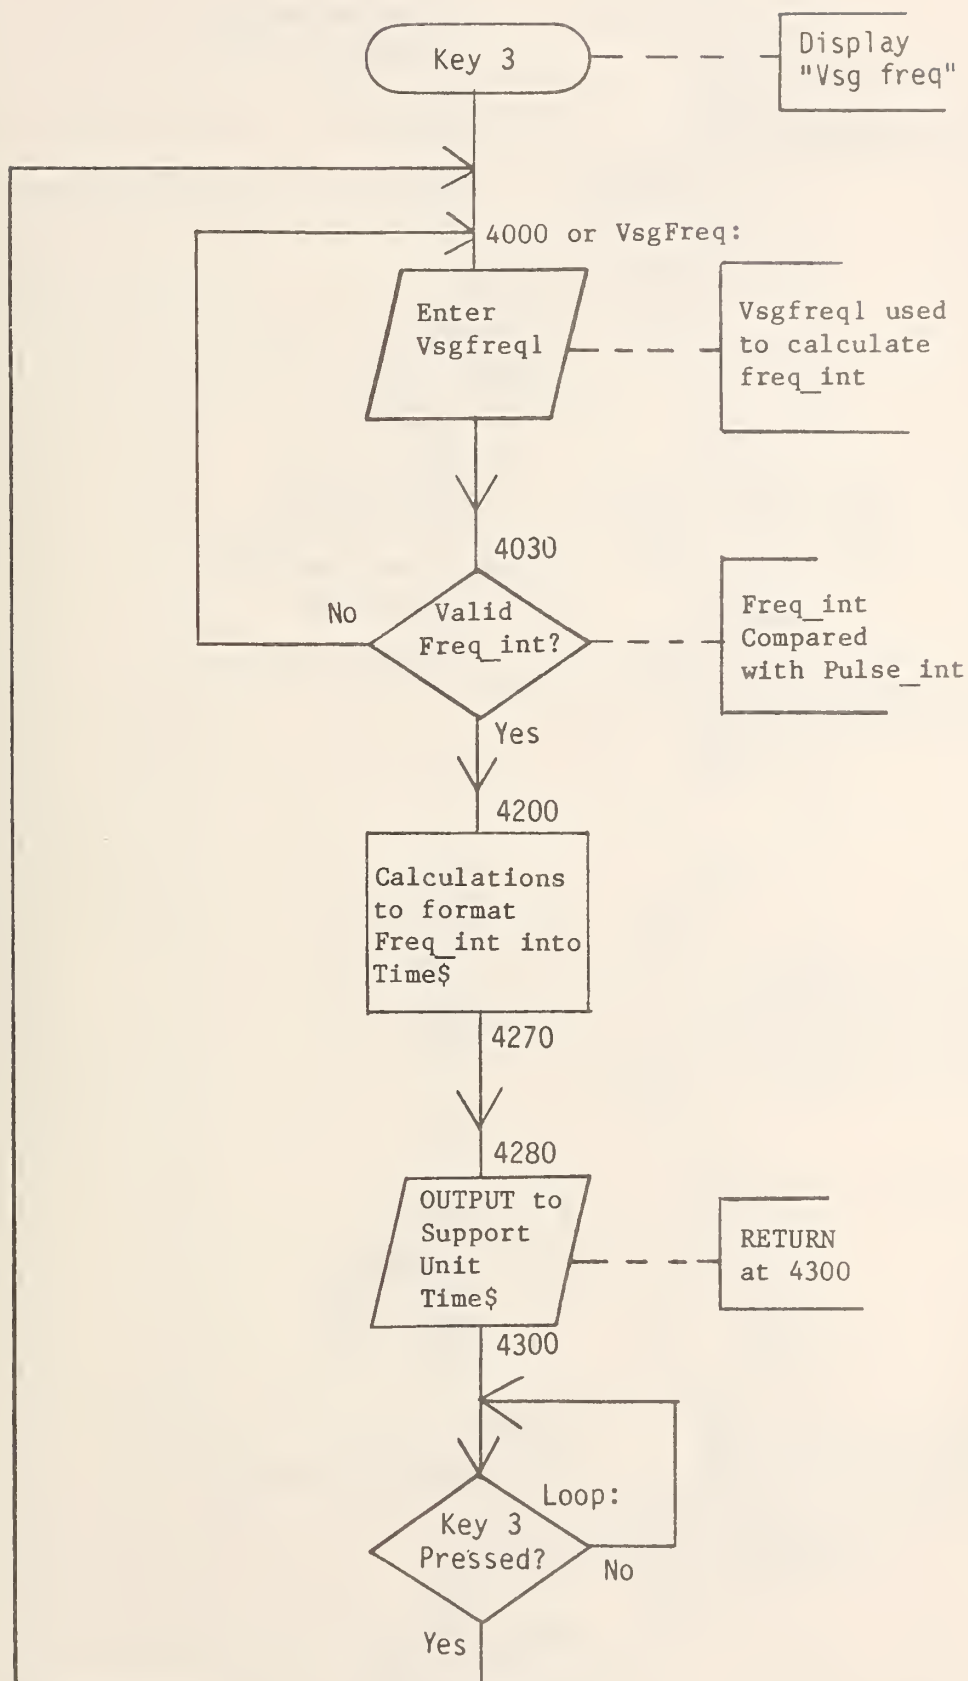 Key 3
Display
"Vsg freq"
4000 or VsgFreq:
Enter
Vsgfreql
Vsgfreql used
to calculate
freq_int
4030
No
Valid
Freq_int?
Freq_int
Compared
with Pulse_int
Yes
4200
Calculations
to format
Freq_int into
Time$
4270
4280
OUTPUT to
Support
Unit
Time$
RETURN
at 4300
4300
Loop:
Key 3
Pressed?
No
Yes